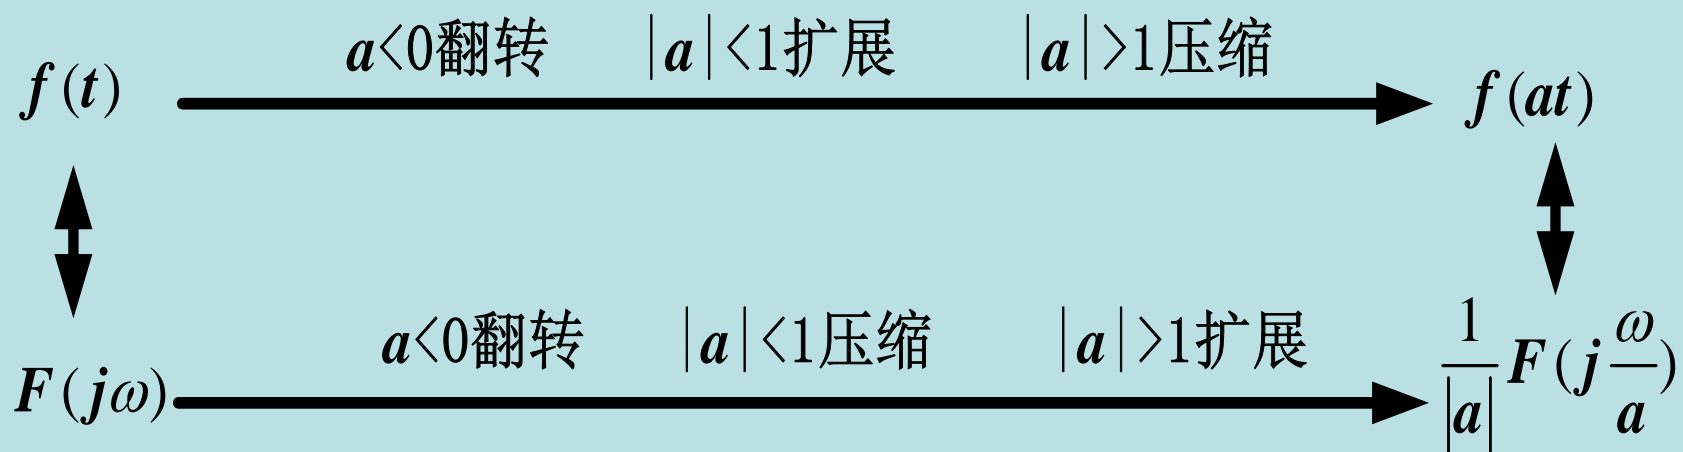 a<0翻转 |a|<1扩展 |a|>1压缩
f(t) f(at)
a<0翻转 |a|<1压缩 |a|>1扩展
F(jω) 1/|a| F(j ω/a)